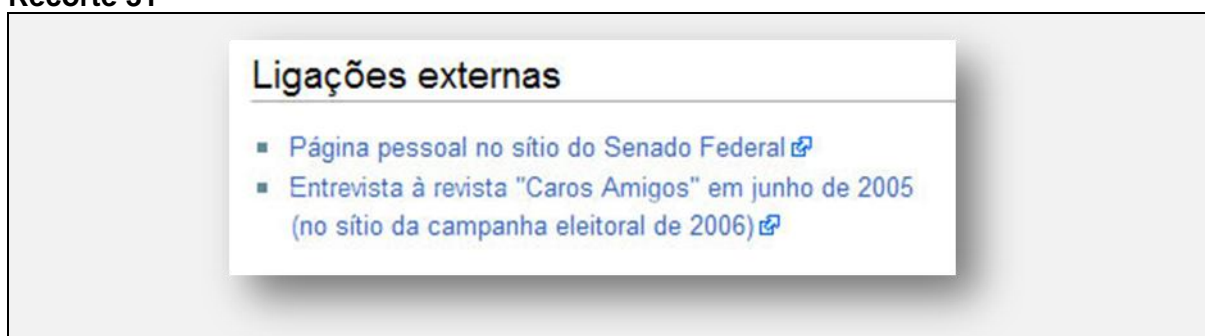 Recorte 31
Ligações externas
Página pessoal no sítio do Senado Federal
Entrevista à revista "Caros Amigos" em junho de 2005
(no sítio da campanha eleitoral de 2006)